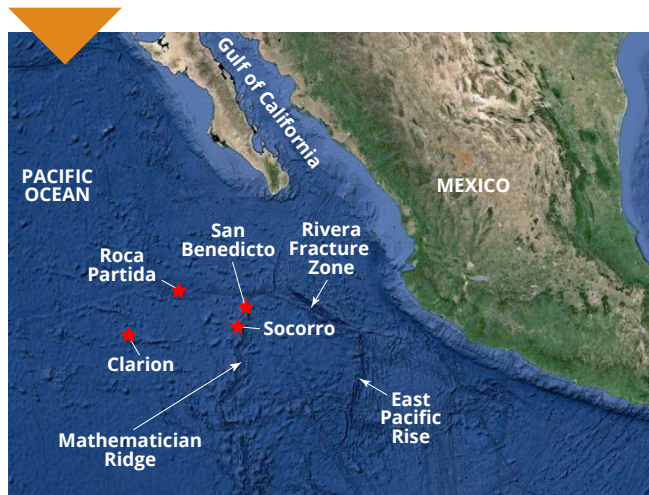 Gulf of California
PACIFIC
OCEAN
MEXICO
San
Benedicto
Rivera
Fracture
Zone
Roca
Partida
Socorro
Clarion
East
Pacific
Rise
Mathematician
Ridge